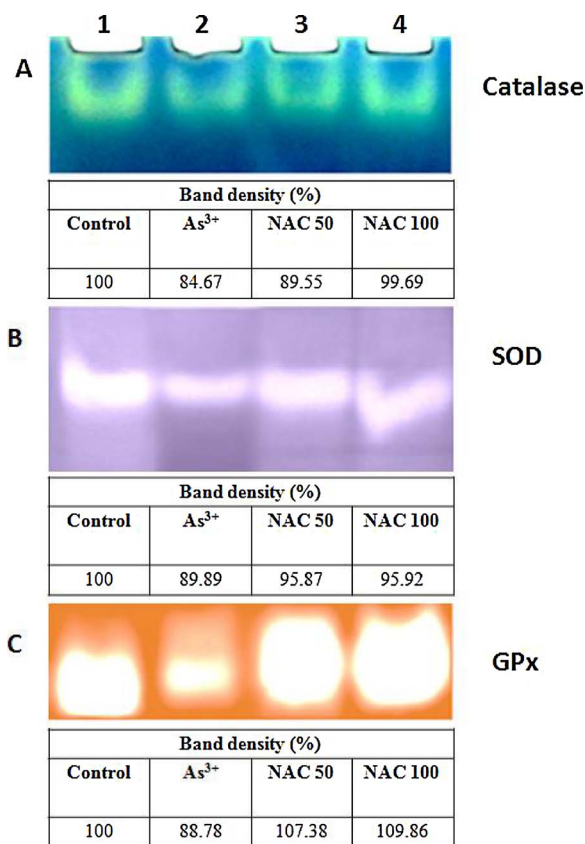 1 2 3 4
A
Catalase
Band density (%)
Control As³⁺ NAC 50 NAC 100
100 84.67 89.55 99.69
B
SOD
Band density (%)
Control As³⁺ NAC 50 NAC 100
100 89.89 95.87 95.92
C
GPx
Band density (%)
Control As³⁺ NAC 50 NAC 100
100 88.78 107.38 109.86